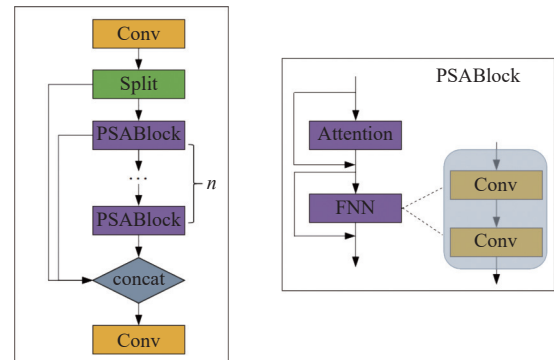 Conv
Split
PSABlock
...
n
PSABlock
concat
Conv
PSABlock
Attention
FNN
Conv
Conv